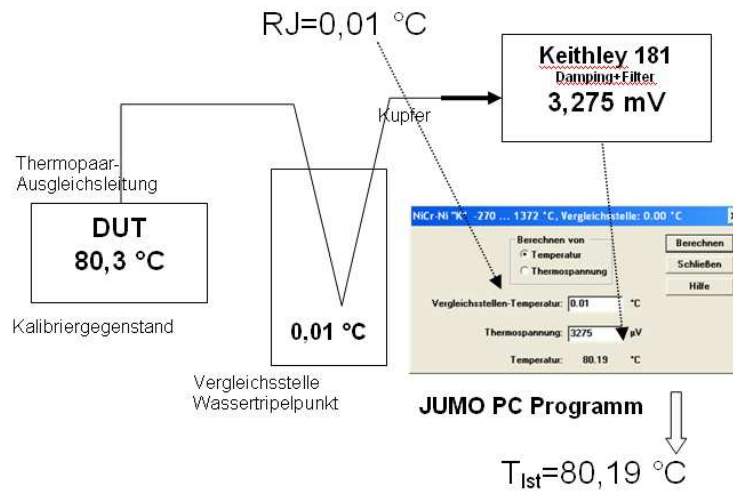 RJ=0,01 °C
Keithley 181
Damping+Filter
3,275 mV
Kupfer
Thermopaar-
Ausgleichsleitung
DUT
80,3 °C
Kalibriergegenstand
0,01 °C
Vergleichsstelle
Wassertripelpunkt
NiCr-Ni "K" -270 ... 1372 °C, Vergleichsstelle: 0.00 °C
Berechnen von
Temperatur
Thermospannung
Berechnen
Schließen
Hilfe
Vergleichsstellen-Temperatur: 0.01 °C
Thermospannung: 3275 µV
Temperatur: 80.19 °C
JUMO PC Programm
TIst=80,19 °C